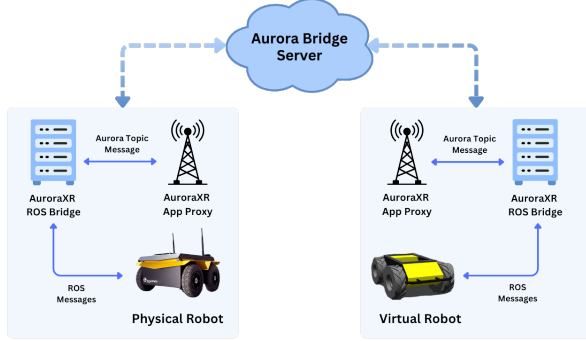 Aurora Bridge
Server
Aurora Topic
Message
AuroraXR
ROS Bridge
AuroraXR
App Proxy
ROS
Messages
Physical Robot
Aurora Topic
Message
AuroraXR
App Proxy
AuroraXR
ROS Bridge
ROS
Messages
Virtual Robot